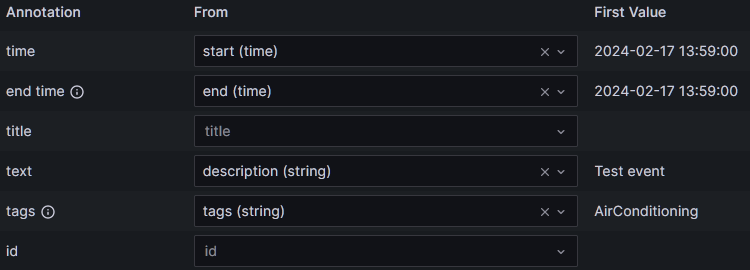 Annotation From First Value
time start (time) 2024-02-17 13:59:00
end time end (time) 2024-02-17 13:59:00
title title
text description (string) Test event
tags tags (string) AirConditioning
id id